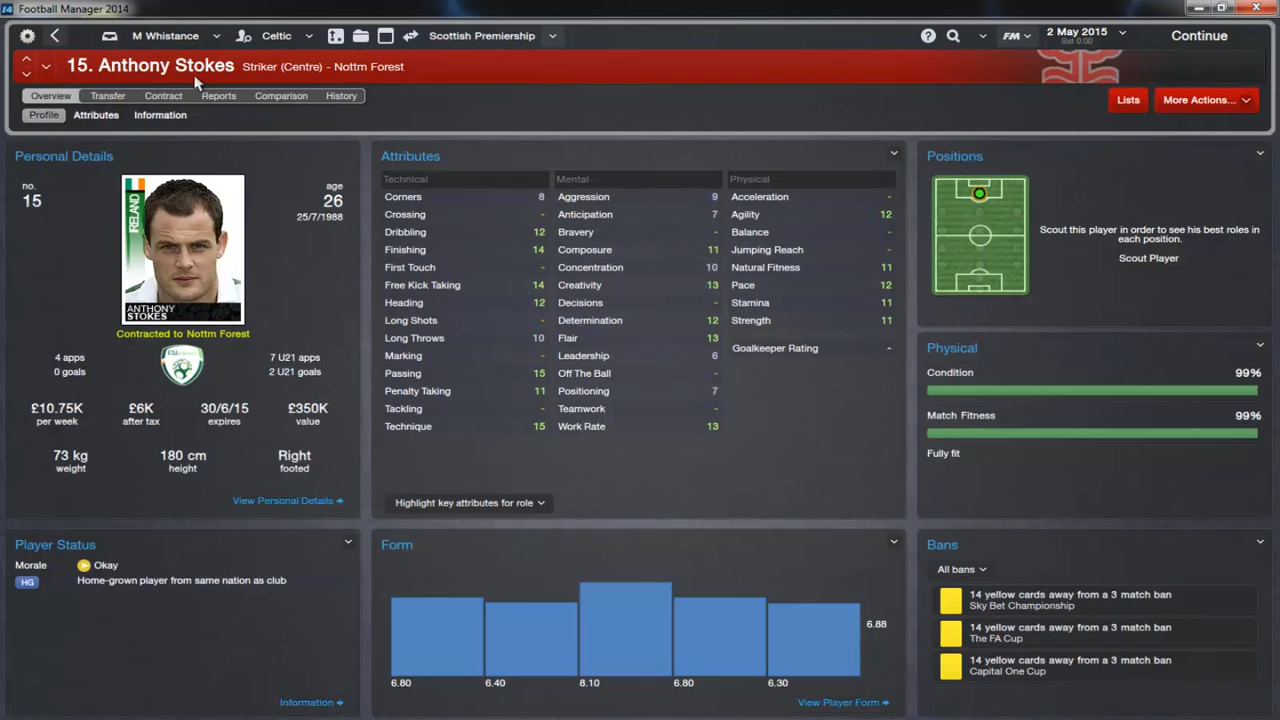 Football Manager 2014
M Whistance
Celtic
Scottish Premiership
FM
2 May 2015
Sat 0:00
Continue
15. Anthony Stokes Striker (Centre) - Nottm Forest
Overview Transfer Contract Reports Comparison History
Lists More Actions...
Profile Attributes Information
Personal Details
no.
15
IRELAND
ANTHONY
STOKES
age
26
25/7/1988
Contracted to Nottm Forest
4 apps
0 goals
7 U21 apps
2 U21 goals
£10.75K
per week
£6K
after tax
30/6/15
expires
£350K
value
73 kg
weight
180 cm
height
Right
footed
View Personal Details
Attributes
Technical Mental Physical
Corners 8 Aggression 9 Acceleration -
Crossing - Anticipation 7 Agility 12
Dribbling 12 Bravery - Balance -
Finishing 14 Composure 11 Jumping Reach -
First Touch - Concentration 10 Natural Fitness 11
Free Kick Taking 14 Creativity 13 Pace 12
Heading 12 Decisions - Stamina 11
Long Shots - Determination 12 Strength 11
Long Throws 10 Flair 13
Goalkeeper Rating -
Marking - Leadership 6
Passing 15 Off The Ball -
Penalty Taking 11 Positioning 7
Tackling - Teamwork -
Technique 15 Work Rate 13
Highlight key attributes for role
Positions
Scout this player in order to see his best roles in
each position.
Scout Player
Physical
Condition 99%
Match Fitness 99%
Fully fit
Player Status
Morale Okay
HG Home-grown player from same nation as club
Information
Form
6.88
6.80 6.40 8.10 6.80 6.30
View Player Form
Bans
All bans
14 yellow cards away from a 3 match ban
Sky Bet Championship
14 yellow cards away from a 3 match ban
The FA Cup
14 yellow cards away from a 3 match ban
Capital One Cup